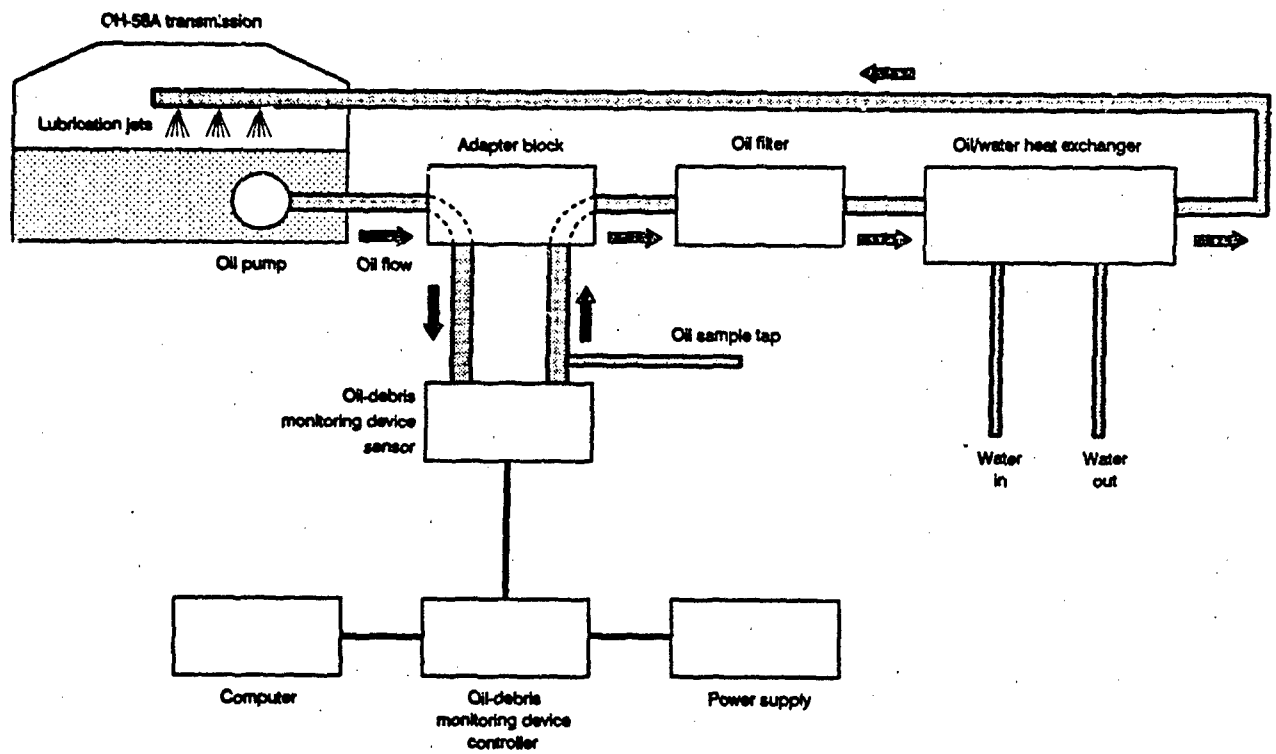 OH-58A transmission
Lubrication jets
Adapter block
Oil filter
Oil/water heat exchanger
Oil pump
Oil flow
Oil sample tap
Oil-debris
monitoring device
sensor
Water
in
Water
out
Computer
Oil-debris
monitoring device
controller
Power supply